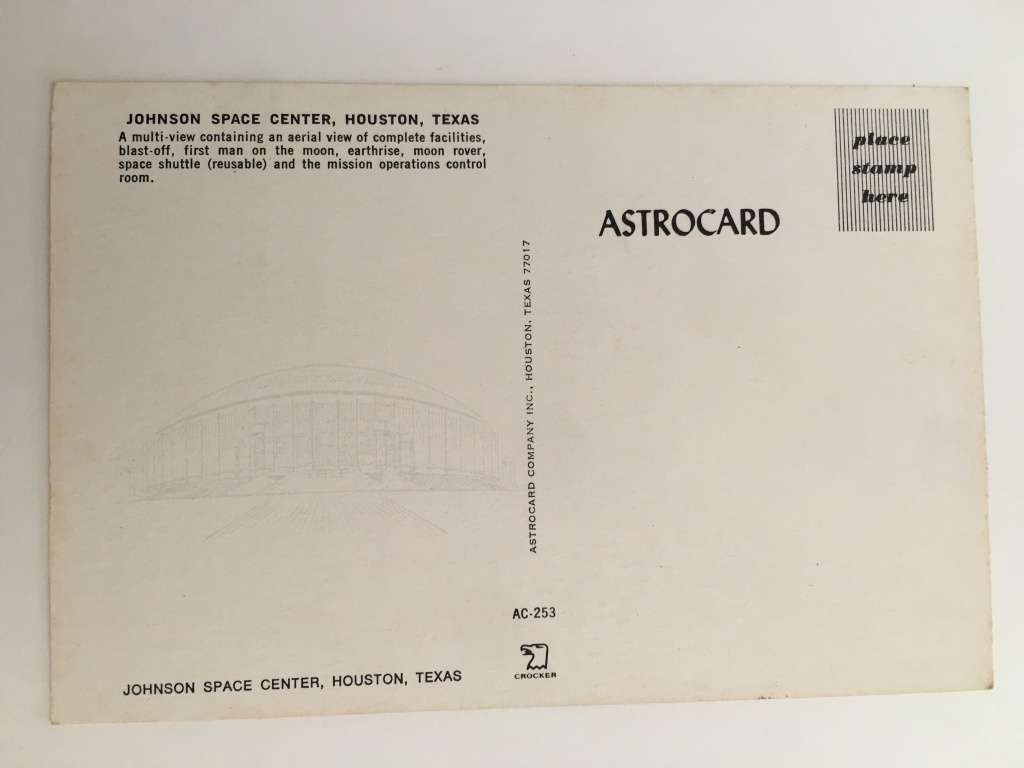 JOHNSON SPACE CENTER, HOUSTON, TEXAS
A multi-view containing an aerial view of complete facilities,
blast-off, first man on the moon, earthrise, moon rover,
space shuttle (reusable) and the mission operations control
room.
place
stamp
here
ASTROCARD
ASTROCARD COMPANY INC., HOUSTON, TEXAS 77017
AC-253
CROCKER
JOHNSON SPACE CENTER, HOUSTON, TEXAS